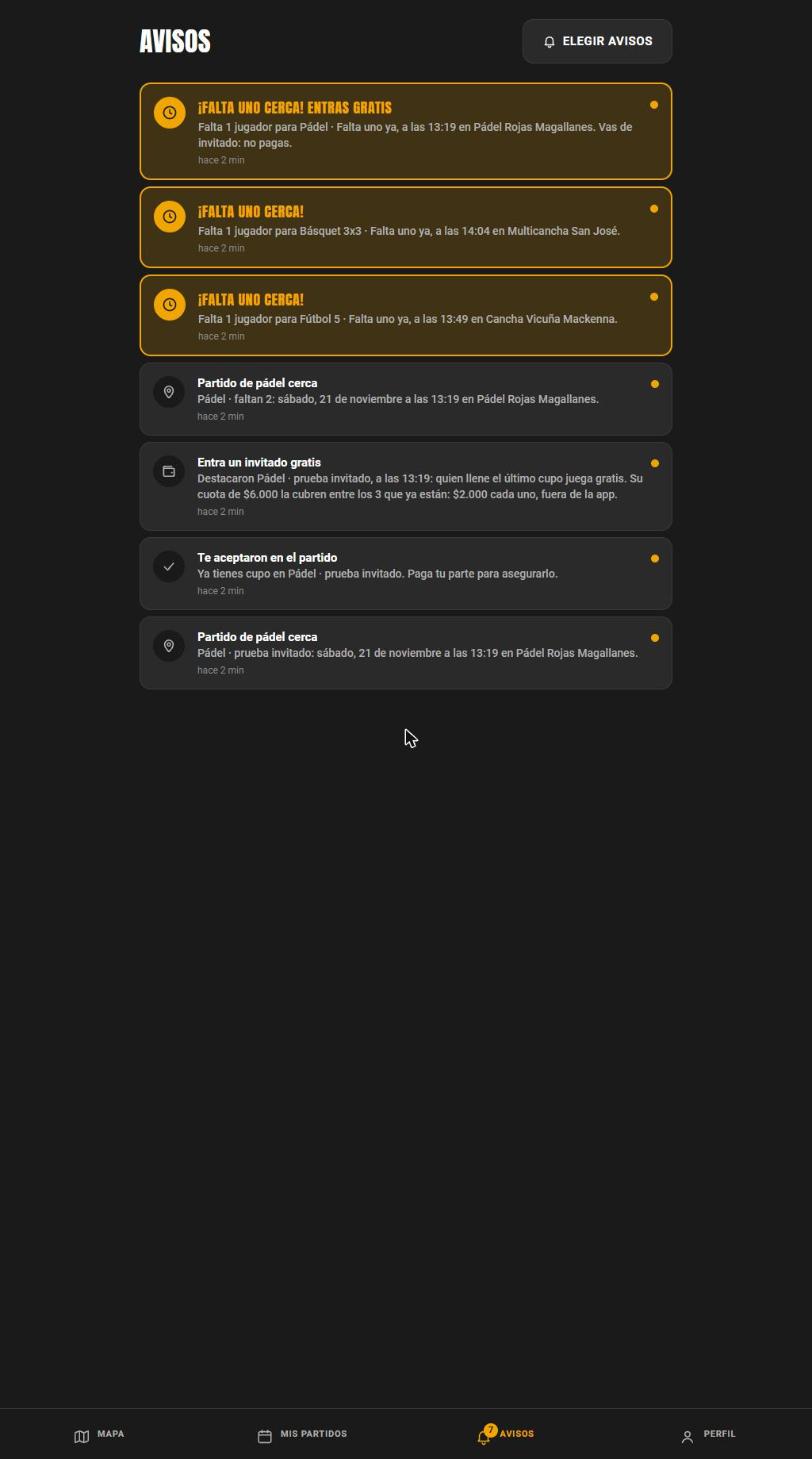 AVISOS
ELEGIR AVISOS
¡FALTA UNO CERCA! ENTRAS GRATIS
Falta 1 jugador para Pádel · Falta uno ya, a las 13:19 en Pádel Rojas Magallanes. Vas de
invitado: no pagas.
hace 2 min
¡FALTA UNO CERCA!
Falta 1 jugador para Básquet 3x3 · Falta uno ya, a las 14:04 en Multicancha San José.
hace 2 min
¡FALTA UNO CERCA!
Falta 1 jugador para Fútbol 5 · Falta uno ya, a las 13:49 en Cancha Vicuña Mackenna.
hace 2 min
Partido de pádel cerca
Pádel · faltan 2: sábado, 21 de noviembre a las 13:19 en Pádel Rojas Magallanes.
hace 2 min
Entra un invitado gratis
Destacaron Pádel · prueba invitado, a las 13:19: quien llene el último cupo juega gratis. Su
cuota de $6.000 la cubren entre los 3 que ya están: $2.000 cada uno, fuera de la app.
hace 2 min
Te aceptaron en el partido
Ya tienes cupo en Pádel · prueba invitado. Paga tu parte para asegurarlo.
hace 2 min
Partido de pádel cerca
Pádel · prueba invitado: sábado, 21 de noviembre a las 13:19 en Pádel Rojas Magallanes.
hace 2 min
MAPA
MIS PARTIDOS
7
AVISOS
PERFIL